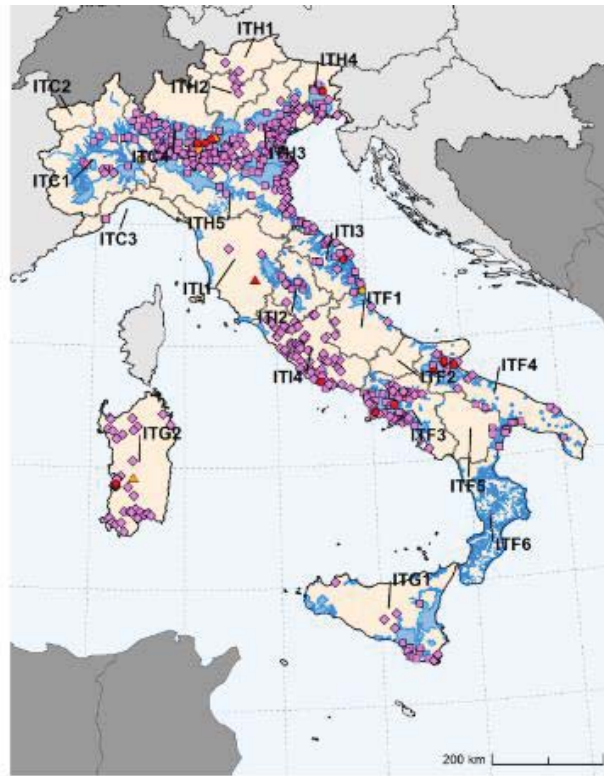 ITH1
ITH4
ITC2
ITH2
ITC4
ITH3
ITC1
ITH5
ITC3
ITI3
ITI1
ITI2
ITF1
ITI4
ITF2
ITF4
ITF3
ITG2
ITF5
ITF6
ITG1
200 km